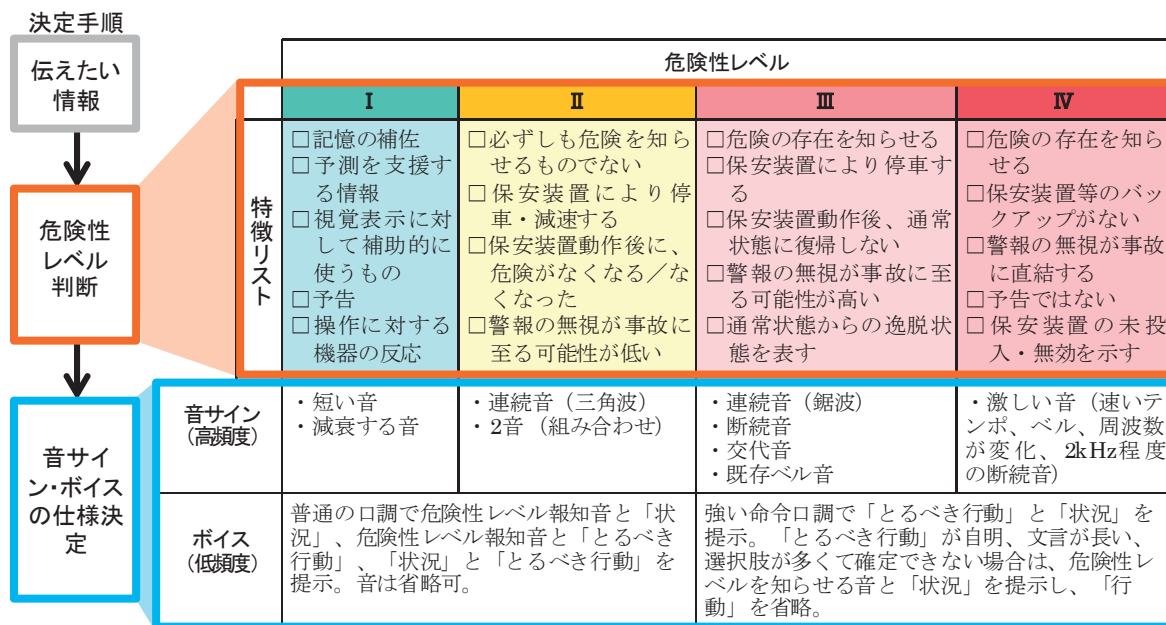 決定手順
伝えたい
情報
危険性
レベル
判断
音サイ
ン・ボイス
の仕様決
定
危険性レベル
Ⅰ
Ⅱ
Ⅲ
Ⅳ
特徴リスト
□記憶の補佐
□予測を支援す
る情報
□視覚表示に対
して補助的に
使うもの
□予告
□操作に対する
機器の反応
□必ずしも危険を知ら
せるものでない
□保安装置により停
車・減速する
□保安装置動作後に、
危険がなくなる／な
くなった
□警報の無視が事故に
至る可能性が低い
□危険の存在を知らせる
□保安装置により停車す
る
□保安装置動作後、通常
状態に復帰しない
□警報の無視が事故に至
る可能性が高い
□通常状態からの逸脱状
態を表す
□危険の存在を知ら
せる
□保安装置等のバッ
クアップがない
□警報の無視が事故
に直結する
□予告ではない
□保安装置の未投
入・無効を示す
音サイン
（高頻度）
・短い音
・減衰する音
・連続音（三角波）
・2音（組み合わせ）
・連続音（鋸波）
・断続音
・交代音
・既存ベル音
・激しい音（速いテ
ンポ、ベル、周波数
が変化、2kHz程度
の断続音）
ボイス
（低頻度）
普通の口調で危険性レベル報知音と「状
況」、危険性レベル報知音と「とるべき
行動」、「状況」と「とるべき行動」を
提示。音は省略可。
強い命令口調で「とるべき行動」と「状況」を
提示。「とるべき行動」が自明、文言が長い、
選択肢が多くて確定できない場合は、危険性レ
ベルを知らせる音と「状況」を提示し、「行
動」を省略。